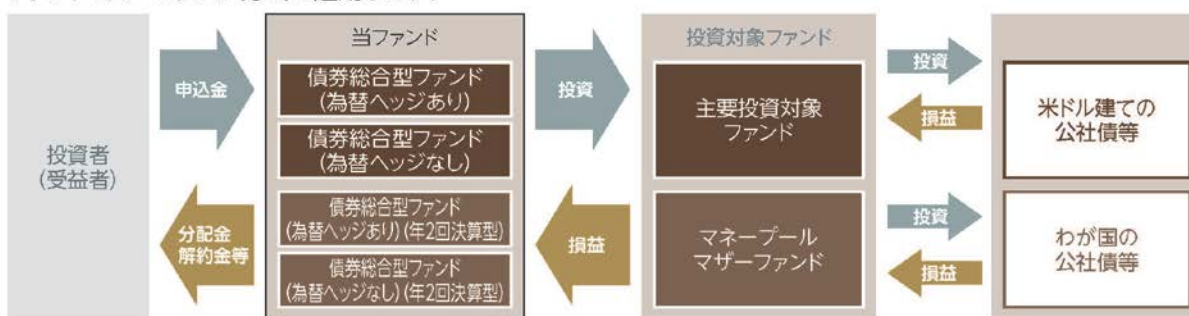 投資者
(受益者)
申込金
分配金
解約金等
当ファンド
債券総合型ファンド
(為替ヘッジあり)
債券総合型ファンド
(為替ヘッジなし)
債券総合型ファンド
(為替ヘッジあり)(年2回決算型)
債券総合型ファンド
(為替ヘッジなし)(年2回決算型)
投資
損益
投資対象ファンド
主要投資対象
ファンド
マネープール
マザーファンド
投資
損益
投資
損益
米ドル建ての
公社債等
わが国の
公社債等